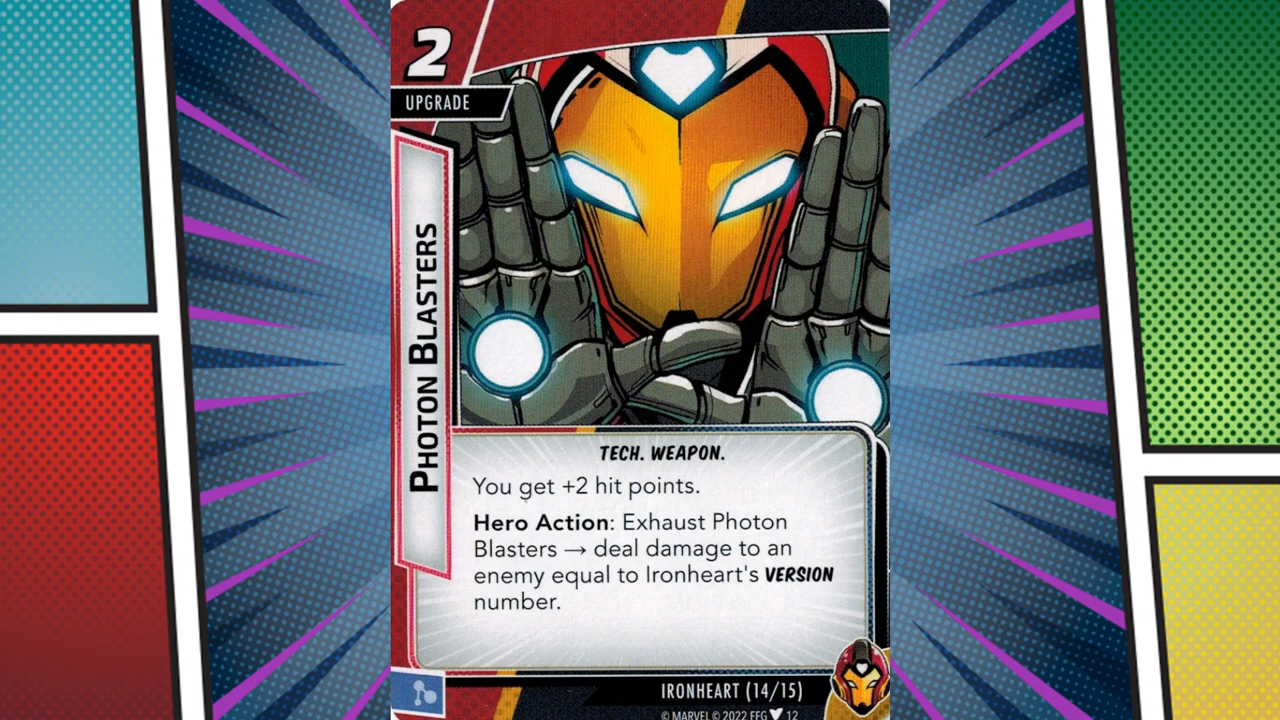 2
UPGRADE
PHOTON BLASTERS
TECH. WEAPON.
You get +2 hit points.
Hero Action: Exhaust Photon
Blasters → deal damage to an
enemy equal to Ironheart's VERSION
number.
IRONHEART (14/15)
© MARVEL © 2022 FFG 12